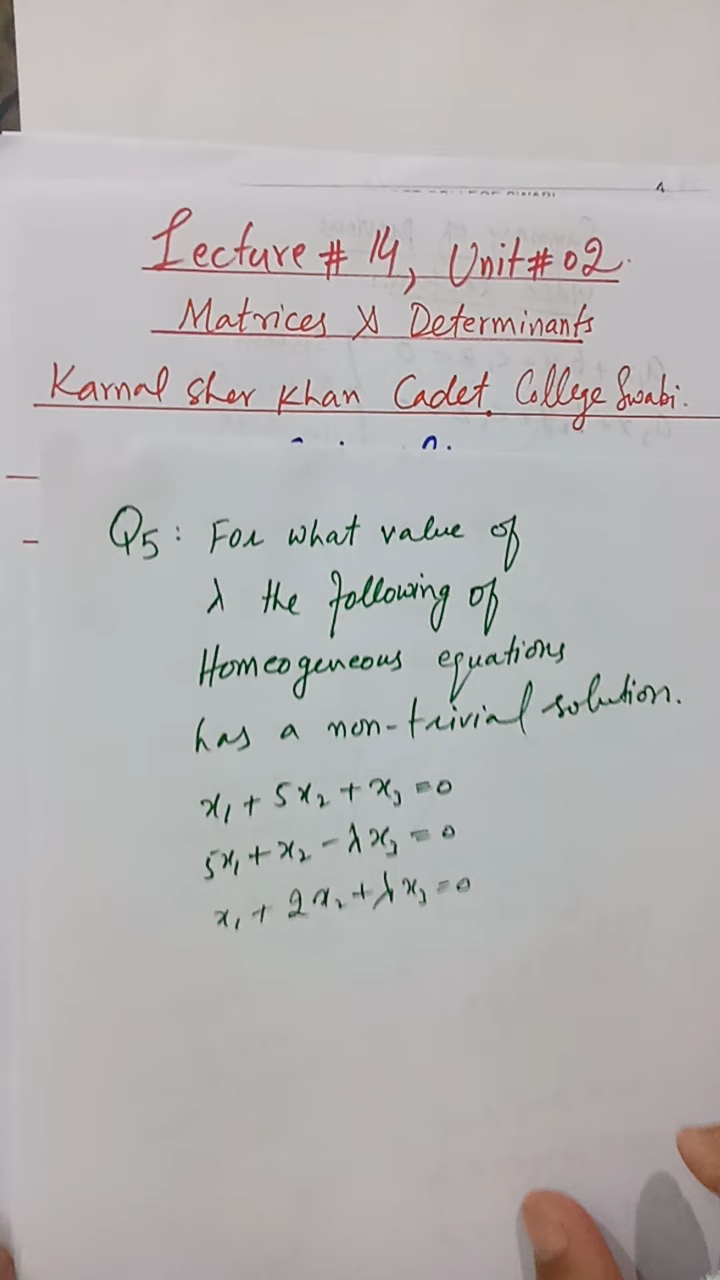 Lecture # 14, Unit # 02.
Matrices & Determinants
Karnal Sher Khan Cadet College Swabi.
Q5: For what value of
λ the following of
Homeogeneous equations
has a non-trivial solution.
x₁ + 5x₂ + x₃ = 0
5x₁ + x₂ - λx₃ = 0
x₁ + 2x₂ + λx₃ = 0